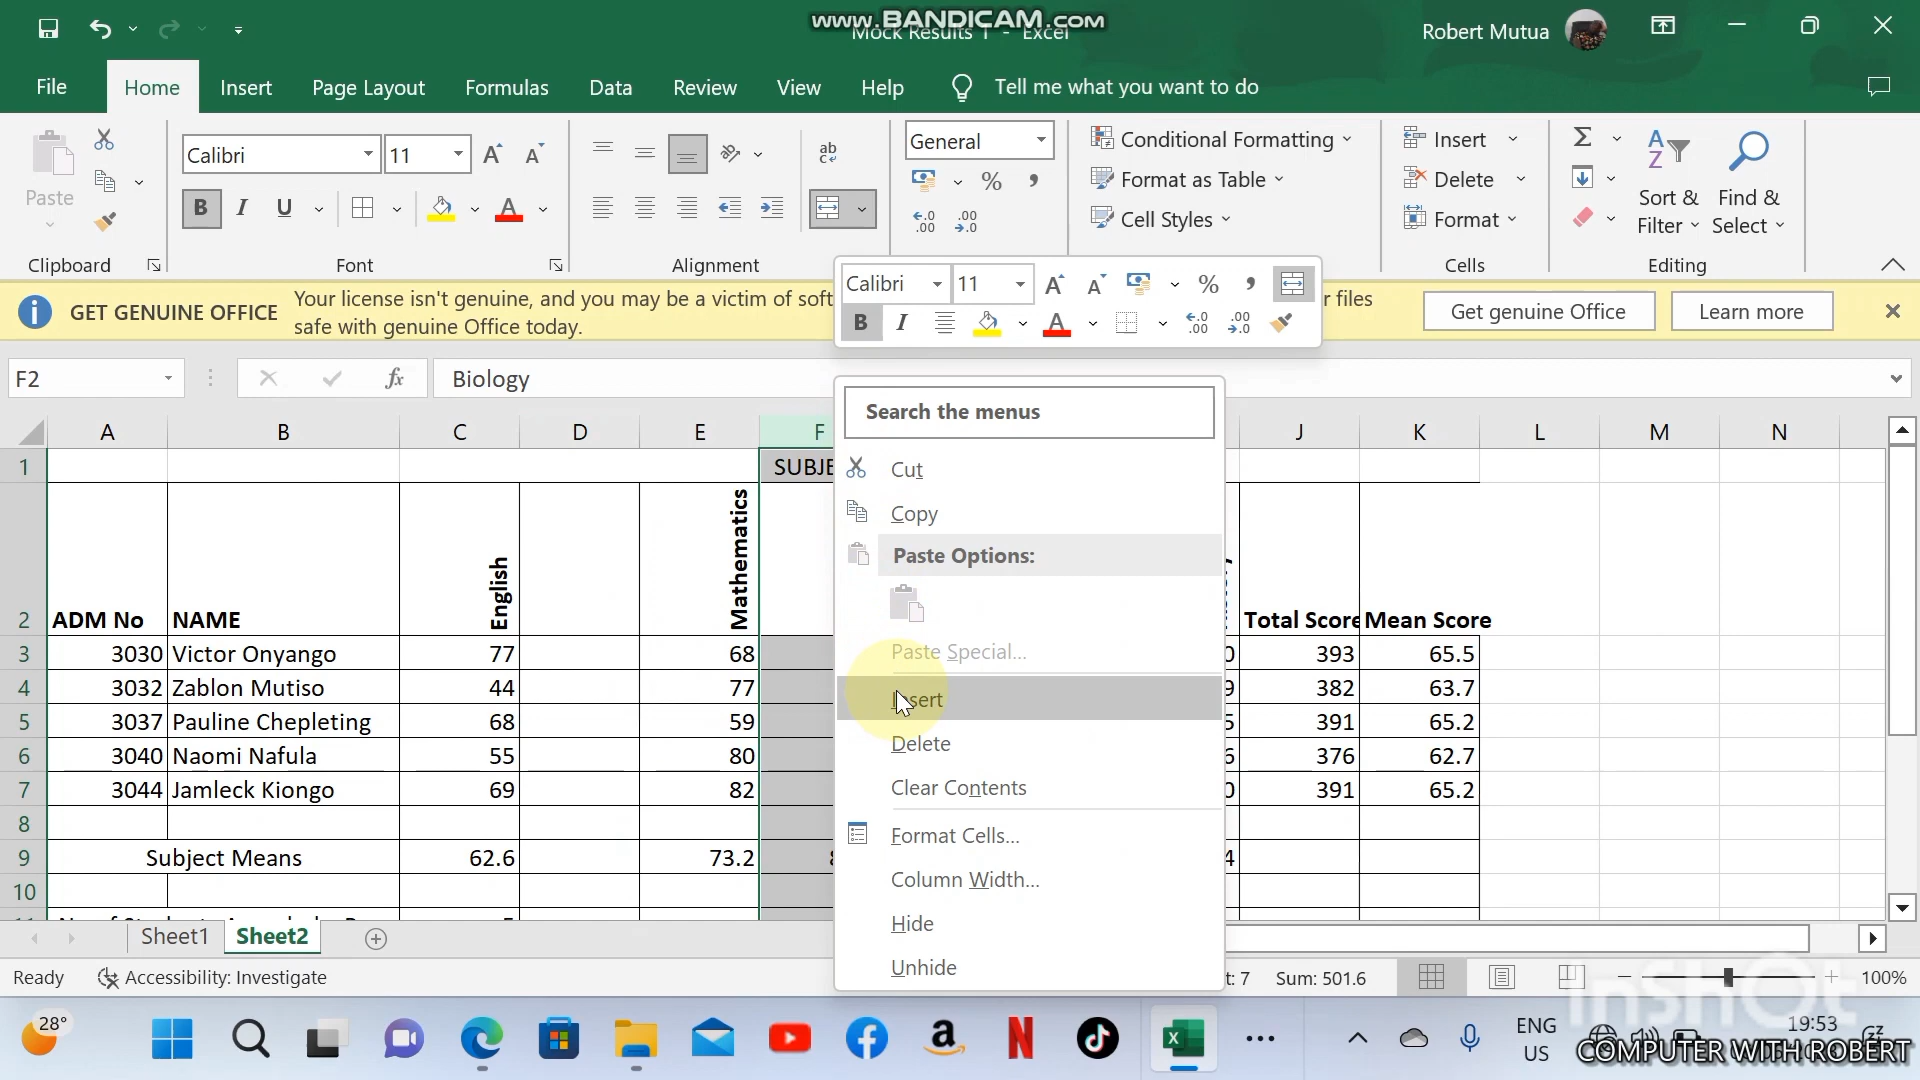 www.BANDICAM.com
Mock Results 1 - Excel
Robert Mutua
File Home Insert Page Layout Formulas Data Review View Help Tell me what you want to do
Paste
Calibri 11
B I U
ab
General
Conditional Formatting
Format as Table
Cell Styles
Insert
Delete
Format
Sort & Filter
Find & Select
Clipboard Font Alignment Cells Editing
Calibri 11
B I
GET GENUINE OFFICE
Your license isn't genuine, and you may be a victim of soft
r files
safe with genuine Office today.
Get genuine Office
Learn more
F2
fx
Biology
Search the menus
Cut
Copy
Paste Options:
Paste Special...
Insert
Delete
Clear Contents
Format Cells...
Column Width...
Hide
Unhide
A B C D E F J K L M N
1 SUBJE
2 ADM No NAME English Mathematics Total Score Mean Score
3 3030 Victor Onyango 77 68 0 393 65.5
4 3032 Zablon Mutiso 44 77 9 382 63.7
5 3037 Pauline Chepleting 68 59 5 391 65.2
6 3040 Naomi Nafula 55 80 6 376 62.7
7 3044 Jamleck Kiongo 69 82 0 391 65.2
8
9 Subject Means 62.6 73.2 4
10
Sheet1 Sheet2
Ready Accessibility: Investigate
t: 7 Sum: 501.6
100%
28°
ENG
US
19:53
InShOt
COMPUTER WITH ROBERT